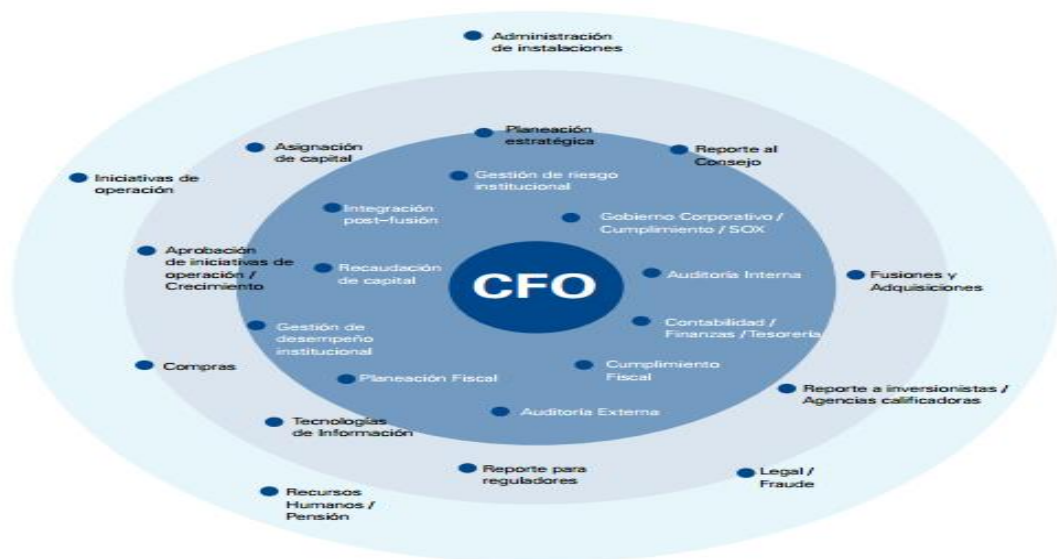 Administración
de instalaciones
Planeación
estratégica
Asignación
de capital
Reporte al
Consejo
Iniciativas de
operación
Gestión de riesgo
institucional
Integración
post-fusión
Gobierno Corporativo /
Cumplimiento / SOX
Aprobación
de iniciativas de
operación /
Crecimiento
Recaudación
de capital
CFO
Auditoría Interna
Fusiones y
Adquisiciones
Gestión de
desempeño
institucional
Contabilidad /
Finanzas / Tesorería
Compras
Planeación Fiscal
Cumplimiento
Fiscal
Reporte a inversionistas /
Agencias calificadoras
Auditoría Externa
Tecnologías
de Información
Reporte para
reguladores
Legal /
Fraude
Recursos
Humanos /
Pensión